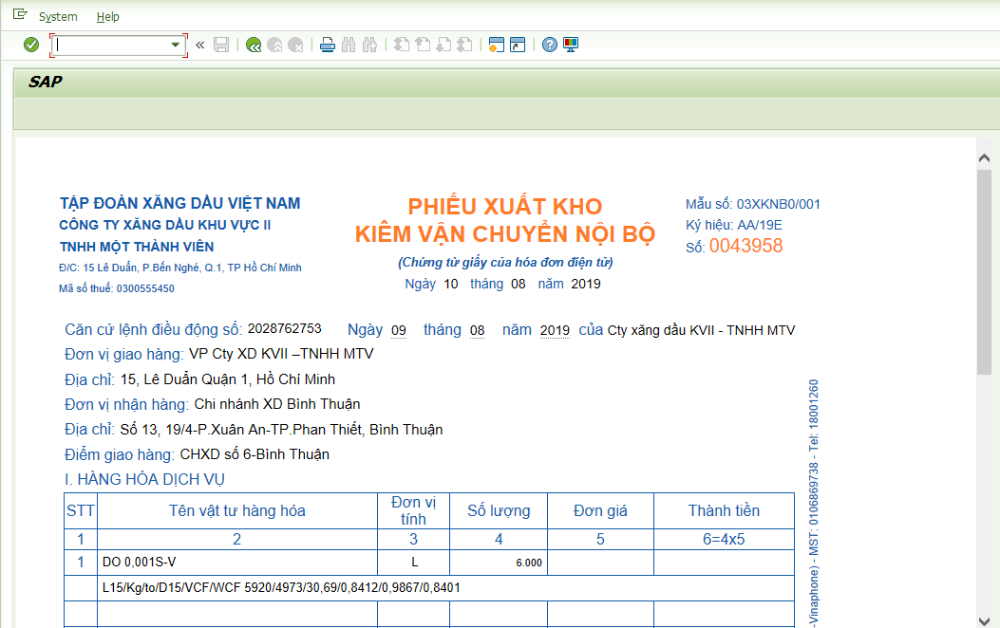 System Help
SAP
TẬP ĐOÀN XĂNG DẦU VIỆT NAM
CÔNG TY XĂNG DẦU KHU VỰC II
TNHH MỘT THÀNH VIÊN
Đ/C: 15 Lê Duẩn, P.Bến Nghé, Q.1, TP Hồ Chí Minh
Mã số thuế: 0300555450
PHIẾU XUẤT KHO
KIÊM VẬN CHUYỂN NỘI BỘ
(Chứng từ giấy của hóa đơn điện tử)
Ngày 10 tháng 08 năm 2019
Mẫu số: 03XKNB0/001
Ký hiệu: AA/19E
Số: 0043958
Căn cứ lệnh điều động số: 2028762753 Ngày 09 tháng 08 năm 2019 của Cty xăng dầu KVII - TNHH MTV
Đơn vị giao hàng: VP Cty XD KVII –TNHH MTV
Địa chỉ: 15, Lê Duẩn Quận 1, Hồ Chí Minh
Đơn vị nhận hàng: Chi nhánh XD Bình Thuận
Địa chỉ: Số 13, 19/4-P.Xuân An-TP.Phan Thiết, Bình Thuận
Điểm giao hàng: CHXD số 6-Bình Thuận
I. HÀNG HÓA DỊCH VỤ
STT Tên vật tư hàng hóa Đơn vị tính Số lượng Đơn giá Thành tiền
1 2 3 4 5 6=4x5
1 DO 0,001S-V L 6.000
L15/Kg/to/D15/VCF/WCF 5920/4973/30,69/0,8412/0,9867/0,8401
-Vinaphone) - MST: 0106869738 - Tel: 18001260